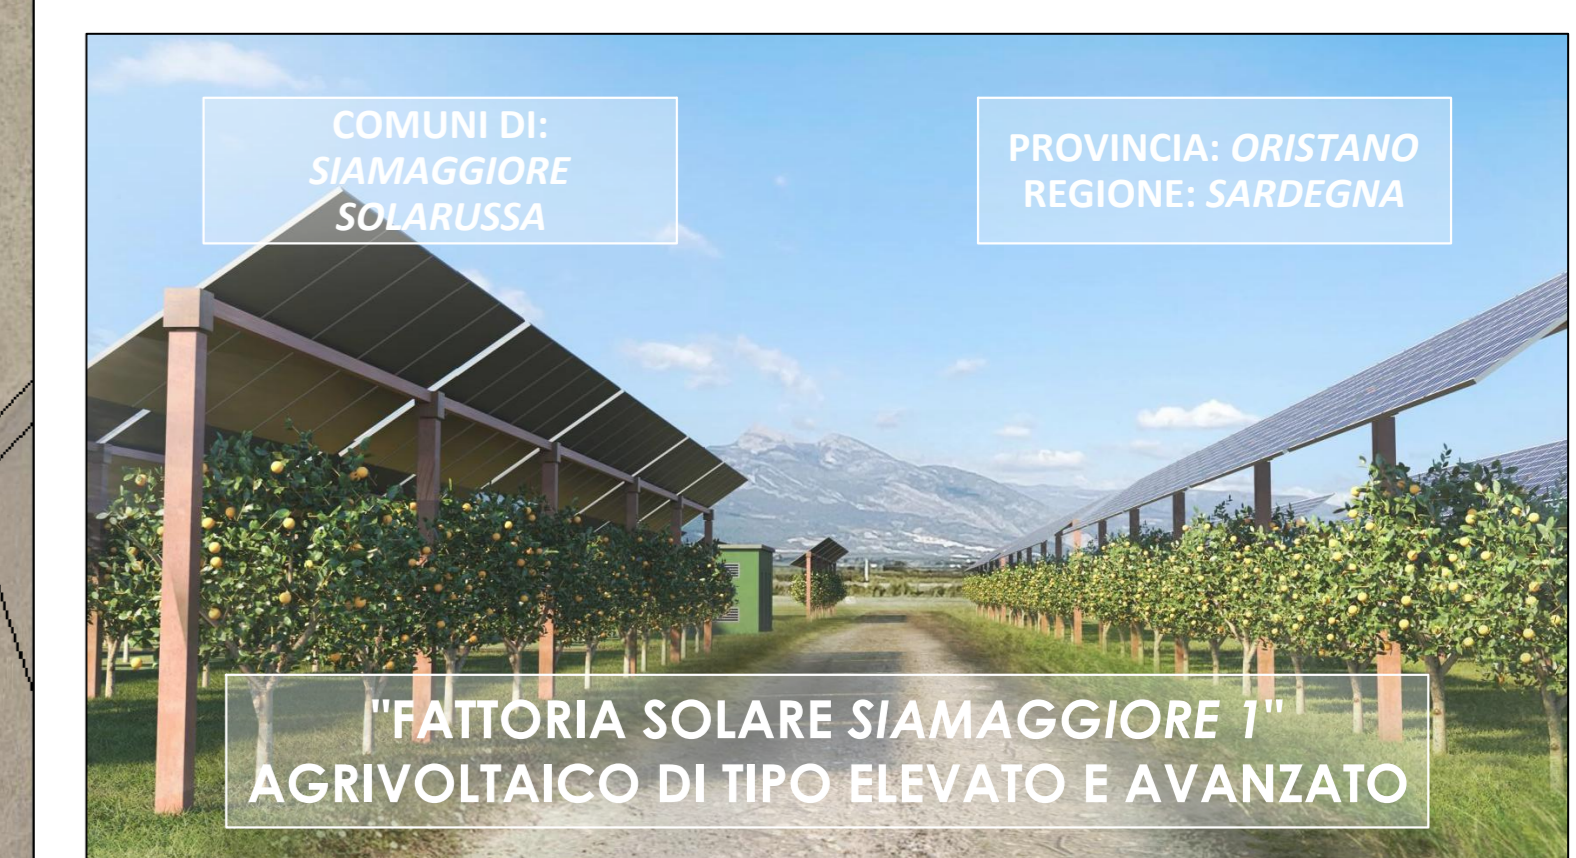 COMUNI DI:
SIAMAGGIORE
SOLARUSSA
PROVINCIA: ORISTANO
REGIONE: SARDEGNA
"FATTORIA SOLARE SIAMAGGIORE 1"
AGRIVOLTAICO DI TIPO ELEVATO E AVANZATO